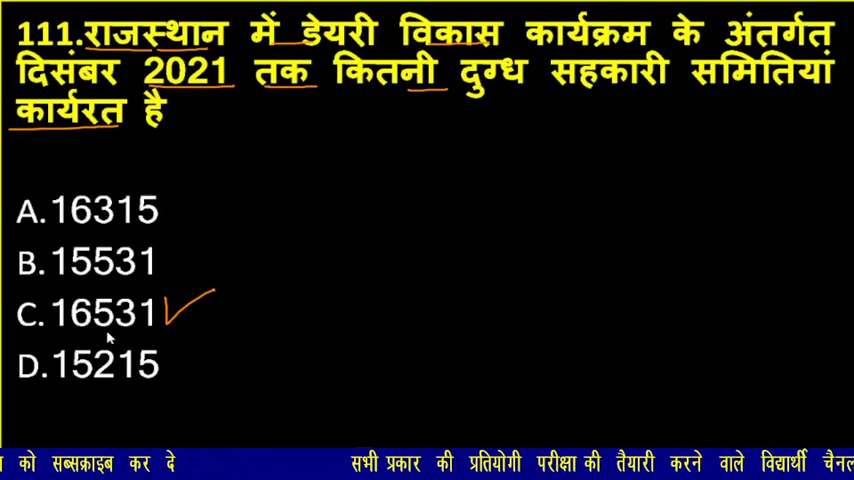 111.राजस्थान में डेयरी विकास कार्यक्रम के अंतर्गत
दिसंबर 2021 तक कितनी दुग्ध सहकारी समितियां
कार्यरत है
A.16315
B.15531
C.16531
D.15215
को सब्सक्राइब कर दे सभी प्रकार की प्रतियोगी परीक्षा की तैयारी करने वाले विद्यार्थी चैनल